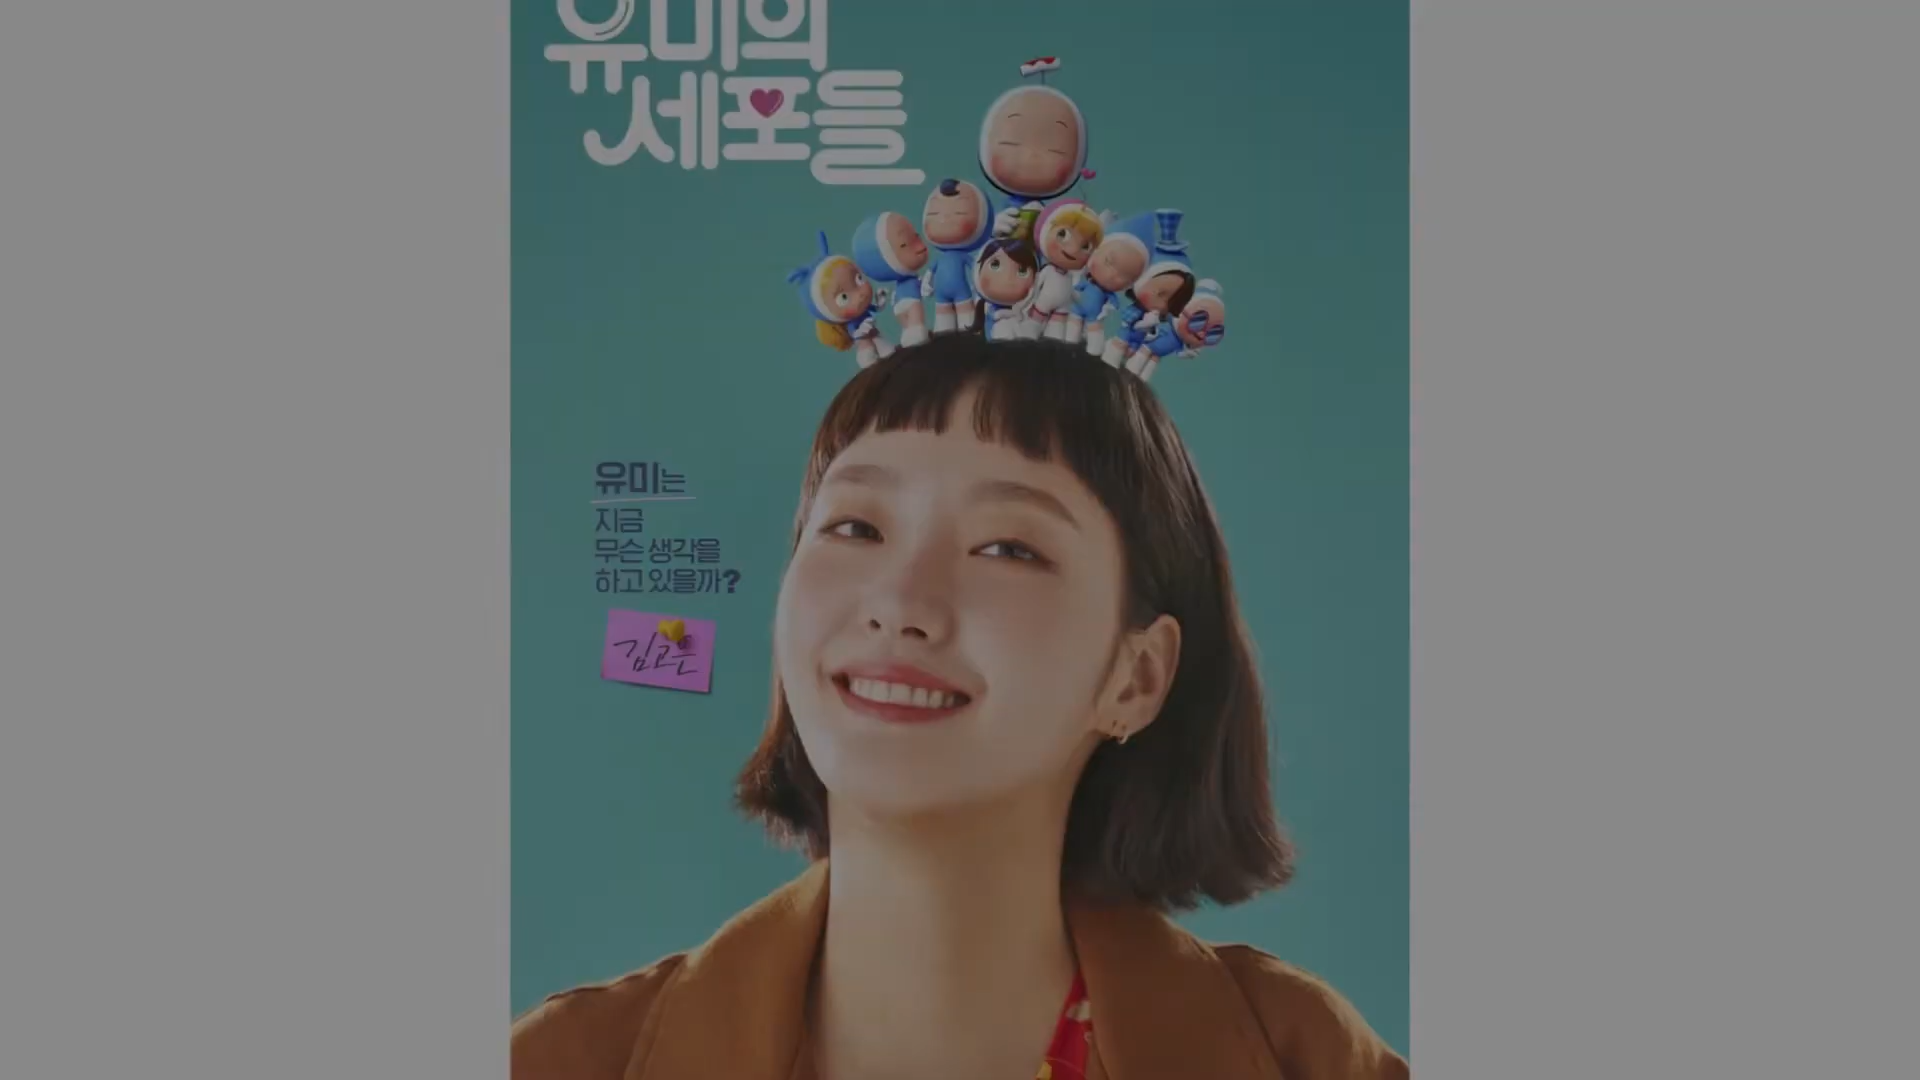 유미의
세포들
유미는
지금
무슨 생각을
하고 있을까?
김고은